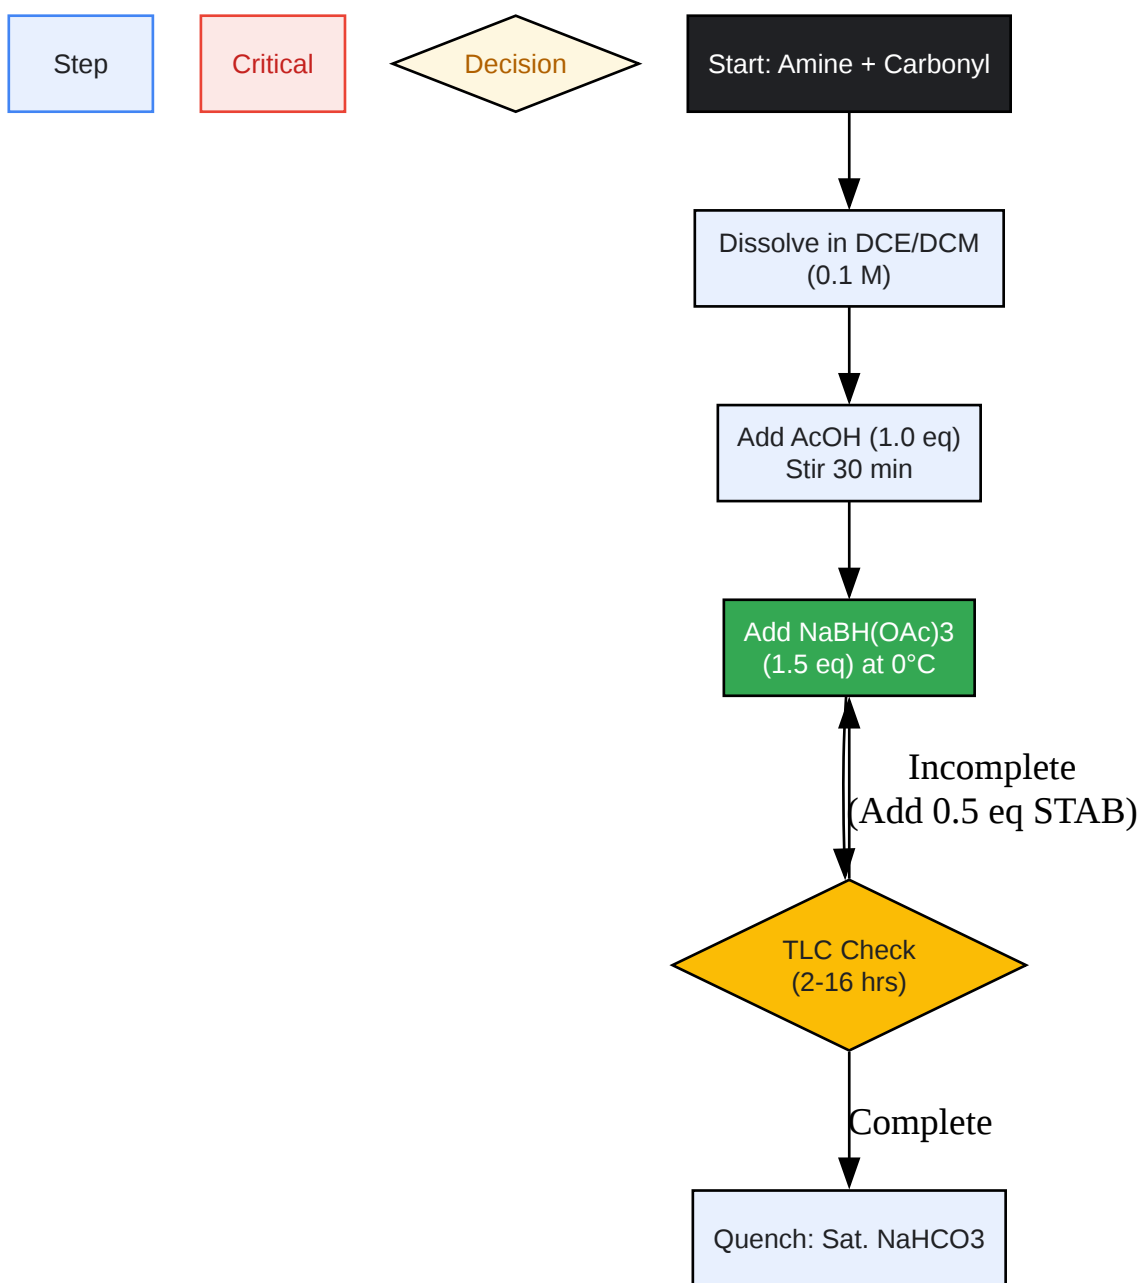 Step
Critical
Decision
Start: Amine + Carbonyl
Dissolve in DCE/DCM
(0.1 M)
Add AcOH (1.0 eq)
Stir 30 min
Add NaBH(OAc)3
(1.5 eq) at 0°C
Incomplete
(Add 0.5 eq STAB)
TLC Check
(2-16 hrs)
Complete
Quench: Sat. NaHCO3